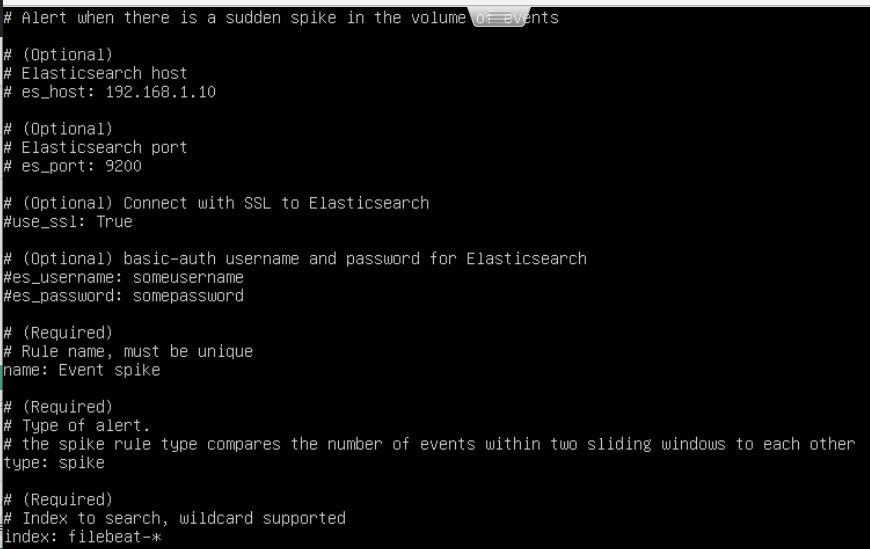 # Alert when there is a sudden spike in the volume of events
# (Optional)
# Elasticsearch host
# es_host: 192.168.1.10
# (Optional)
# Elasticsearch port
# es_port: 9200
# (Optional) Connect with SSL to Elasticsearch
#use_ssl: True
# (Optional) basic-auth username and password for Elasticsearch
#es_username: someusername
#es_password: somepassword
# (Required)
# Rule name, must be unique
name: Event spike
# (Required)
# Type of alert.
# the spike rule type compares the number of events within two sliding windows to each other
type: spike
# (Required)
# Index to search, wildcard supported
index: filebeat-*